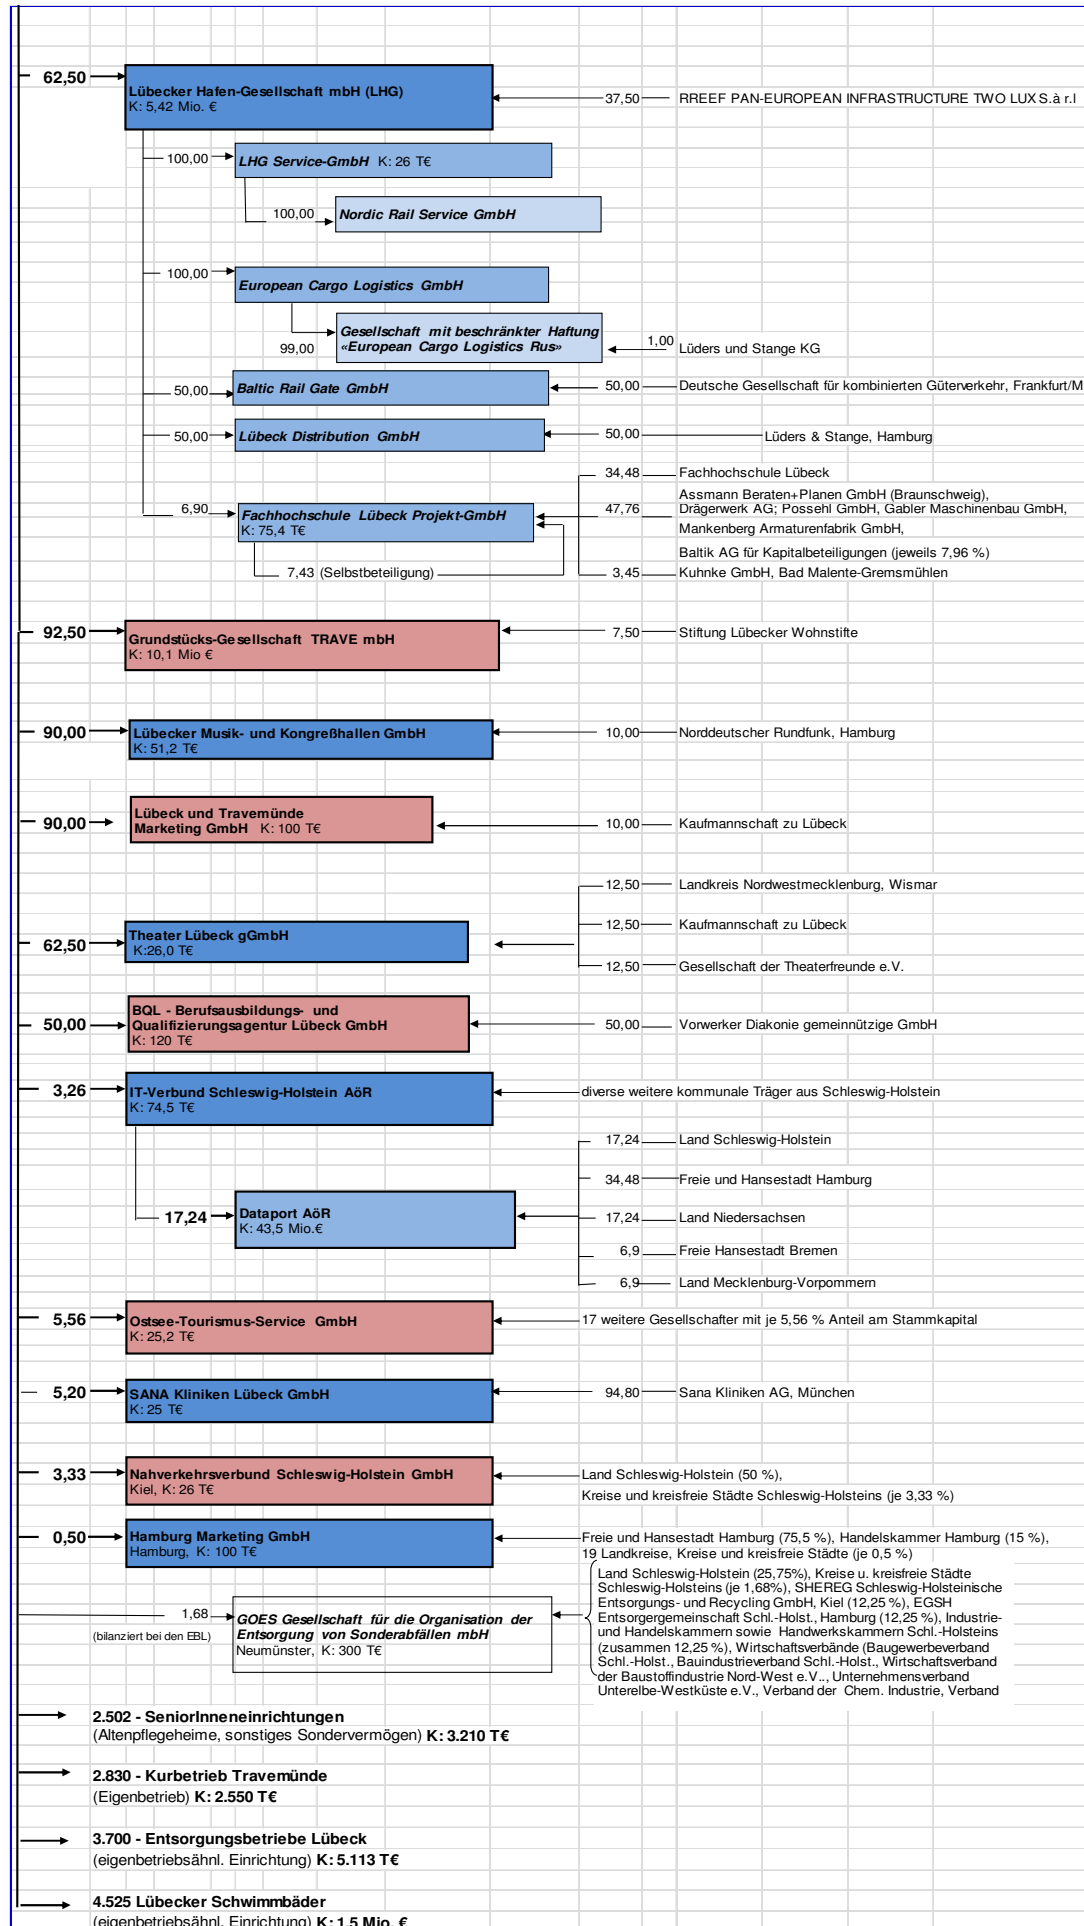 62,50
Lübecker Hafen-Gesellschaft mbH (LHG)
K: 5,42 Mio. €
37,50
RREEF PAN-EUROPEAN INFRASTRUCTURE TWO LUX S.à r.l
100,00
LHG Service-GmbH K: 26 T€
100,00
Nordic Rail Service GmbH
100,00
European Cargo Logistics GmbH
99,00
Gesellschaft mit beschränkter Haftung
«European Cargo Logistics Rus»
1,00
Lüders und Stange KG
50,00
Baltic Rail Gate GmbH
50,00
Deutsche Gesellschaft für kombinierten Güterverkehr, Frankfurt/M
50,00
Lübeck Distribution GmbH
50,00
Lüders & Stange, Hamburg
6,90
Fachhochschule Lübeck Projekt-GmbH
K: 75,4 T€
7,43 (Selbstbeteiligung)
34,48
Fachhochschule Lübeck
47,76
Assmann Beraten+Planen GmbH (Braunschweig),
Drägerwerk AG; Possehl GmbH, Gabler Maschinenbau GmbH,
Mankenberg Armaturenfabrik GmbH,
Baltik AG für Kapitalbeteiligungen (jeweils 7,96 %)
3,45
Kuhnke GmbH, Bad Malente-Gremsmühlen
92,50
Grundstücks-Gesellschaft TRAVE mbH
K: 10,1 Mio €
7,50
Stiftung Lübecker Wohnstifte
90,00
Lübecker Musik- und Kongreßhallen GmbH
K: 51,2 T€
10,00
Norddeutscher Rundfunk, Hamburg
90,00
Lübeck und Travemünde
Marketing GmbH K: 100 T€
10,00
Kaufmannschaft zu Lübeck
62,50
Theater Lübeck gGmbH
K:26,0 T€
12,50
Landkreis Nordwestmecklenburg, Wismar
12,50
Kaufmannschaft zu Lübeck
12,50
Gesellschaft der Theaterfreunde e.V.
50,00
BQL - Berufsausbildungs- und
Qualifizierungsagentur Lübeck GmbH
K: 120 T€
50,00
Vorwerker Diakonie gemeinnützige GmbH
3,26
IT-Verbund Schleswig-Holstein AöR
K: 74,5 T€
diverse weitere kommunale Träger aus Schleswig-Holstein
17,24
Dataport AöR
K: 43,5 Mio.€
17,24
Land Schleswig-Holstein
34,48
Freie und Hansestadt Hamburg
17,24
Land Niedersachsen
6,9
Freie Hansestadt Bremen
6,9
Land Mecklenburg-Vorpommern
5,56
Ostsee-Tourismus-Service GmbH
K: 25,2 T€
17 weitere Gesellschafter mit je 5,56 % Anteil am Stammkapital
5,20
SANA Kliniken Lübeck GmbH
K: 25 T€
94,80
Sana Kliniken AG, München
3,33
Nahverkehrsverbund Schleswig-Holstein GmbH
Kiel, K: 26 T€
Land Schleswig-Holstein (50 %),
Kreise und kreisfreie Städte Schleswig-Holsteins (je 3,33 %)
0,50
Hamburg Marketing GmbH
Hamburg, K: 100 T€
Freie und Hansestadt Hamburg (75,5 %), Handelskammer Hamburg (15 %),
19 Landkreise, Kreise und kreisfreie Städte (je 0,5 %)
1,68
(bilanziert bei den EBL)
GOES Gesellschaft für die Organisation der
Entsorgung von Sonderabfällen mbH
Neumünster, K: 300 T€
Land Schleswig-Holstein (25,75%), Kreise u. kreisfreie Städte
Schleswig-Holsteins (je 1,68%), SHEREG Schleswig-Holsteinische
Entsorgungs- und Recycling GmbH, Kiel (12,25 %), EGSH
Entsorgergemeinschaft Schl.-Holst., Hamburg (12,25 %), Industrie-
und Handelskammern sowie Handwerkskammern Schl.-Holsteins
(zusammen 12,25 %), Wirtschaftsverbände (Baugewerbeverband
Schl.-Holst., Bauindustrieverband Schl.-Holst., Wirtschaftsverband
der Baustoffindustrie Nord-West e.V.., Unternehmensverband
Unterelbe-Westküste e.V., Verband der Chem. Industrie, Verband
2.502 - SeniorInneneinrichtungen
(Altenpflegeheime, sonstiges Sondervermögen) K: 3.210 T€
2.830 - Kurbetrieb Travemünde
(Eigenbetrieb) K: 2.550 T€
3.700 - Entsorgungsbetriebe Lübeck
(eigenbetriebsähnl. Einrichtung) K: 5.113 T€
4.525 Lübecker Schwimmbäder
(eigenbetriebsähnl. Einrichtung) K: 1,5 Mio. €